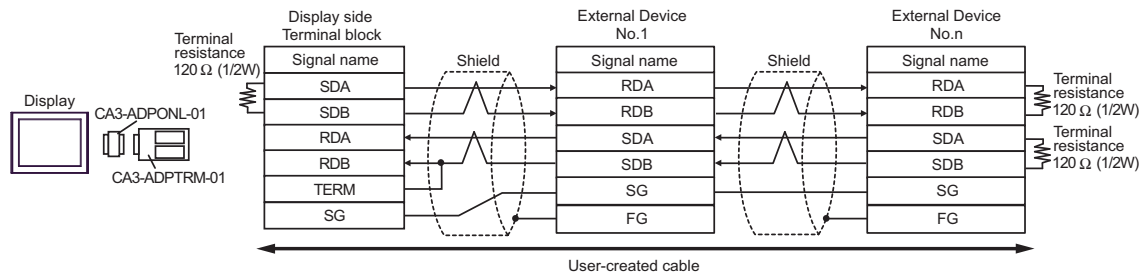 Display side
Terminal block
External Device
No.1
External Device
No.n
Terminal
resistance
120 Ω (1/2W)
Signal name
Shield
Signal name
Shield
Signal name
SDA
RDA
RDA
Terminal
resistance
120 Ω (1/2W)
Display
CA3-ADPONL-01
SDB
RDB
RDB
RDA
SDA
SDA
Terminal
resistance
120 Ω (1/2W)
RDB
SDB
SDB
CA3-ADPTRM-01
TERM
SG
SG
SG
FG
FG
User-created cable